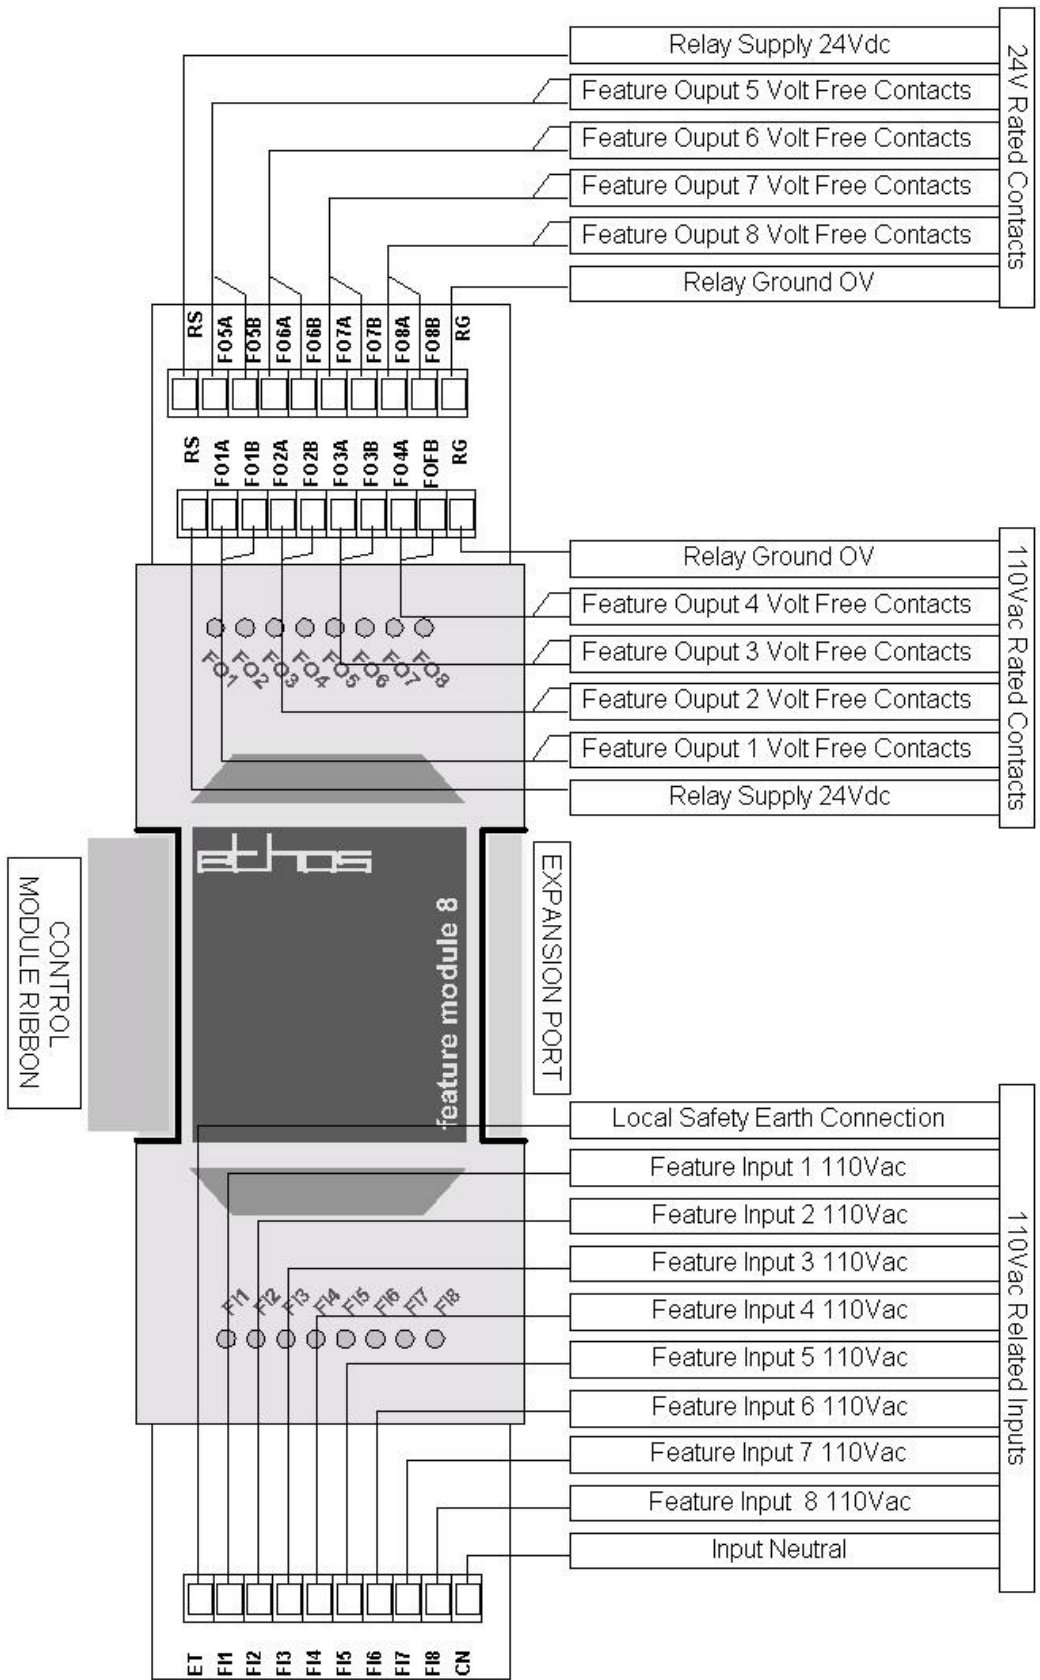 Relay Supply 24Vdc
Feature Ouput 5 Volt Free Contacts
Feature Ouput 6 Volt Free Contacts
Feature Ouput 7 Volt Free Contacts
Feature Ouput 8 Volt Free Contacts
Relay Ground OV
24V Rated Contacts
RS
FO5A
FO5B
FO6A
FO6B
FO7A
FO7B
FO8A
FO8B
RG
RS
FO1A
FO1B
FO2A
FO2B
FO3A
FO3B
FO4A
FOFB
RG
Relay Ground OV
Feature Ouput 4 Volt Free Contacts
Feature Ouput 3 Volt Free Contacts
Feature Ouput 2 Volt Free Contacts
Feature Ouput 1 Volt Free Contacts
Relay Supply 24Vdc
110Vac Rated Contacts
FO1
FO2
FO3
FO4
FO5
FO6
FO7
FO8
ethos
feature module 8
EXPANSION PORT
CONTROL
MODULE RIBBON
Local Safety Earth Connection
Feature Input 1 110Vac
Feature Input 2 110Vac
Feature Input 3 110Vac
Feature Input 4 110Vac
Feature Input 5 110Vac
Feature Input 6 110Vac
Feature Input 7 110Vac
Feature Input 8 110Vac
Input Neutral
110Vac Related Inputs
FI1
FI2
FI3
FI4
FI5
FI6
FI7
FI8
ET
FI1
FI2
FI3
FI4
FI5
FI6
FI7
FI8
CN